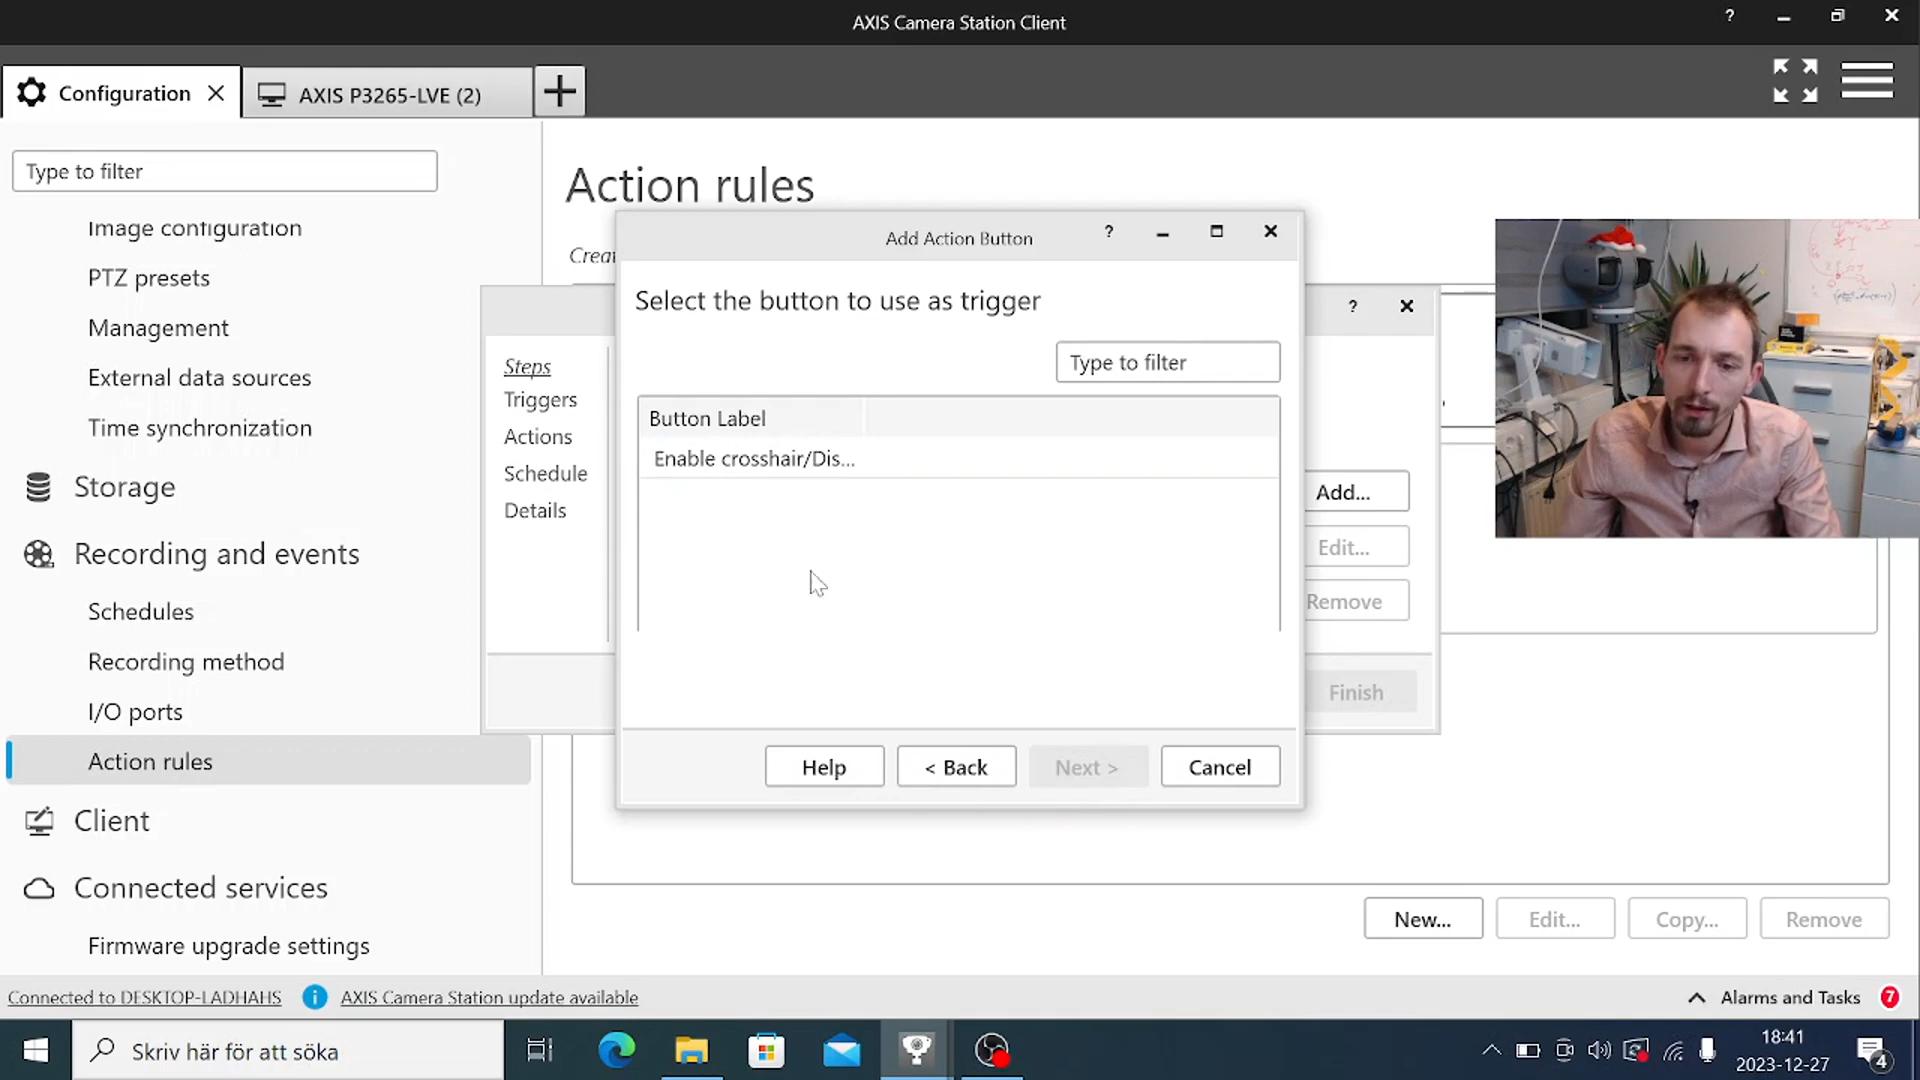 AXIS Camera Station Client
?
Configuration
AXIS P3265-LVE (2)
Type to filter
Image configuration
PTZ presets
Management
External data sources
Time synchronization
Storage
Recording and events
Schedules
Recording method
I/O ports
Action rules
Client
Connected services
Firmware upgrade settings
Action rules
Creat
?
Steps
Triggers
Actions
Schedule
Details
Add...
Edit...
Remove
Finish
Add Action Button
?
Select the button to use as trigger
Type to filter
Button Label
Enable crosshair/Dis...
Help
< Back
Next >
Cancel
New...
Edit...
Copy...
Remove
Connected to DESKTOP-LADHAHS
AXIS Camera Station update available
Alarms and Tasks
7
Skriv här för att söka
18:41
2023-12-27
4